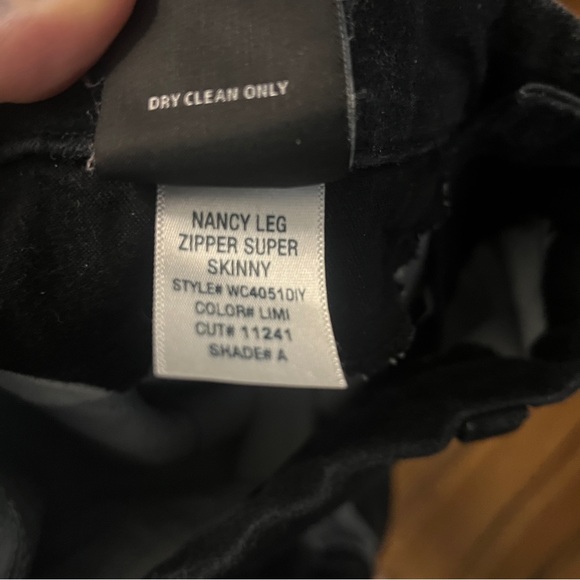 DRY CLEAN ONLY
NANCY LEG
ZIPPER SUPER
SKINNY
STYLE# WC4051DIY
COLOR# LIMI
CUT# 11241
SHADE# A